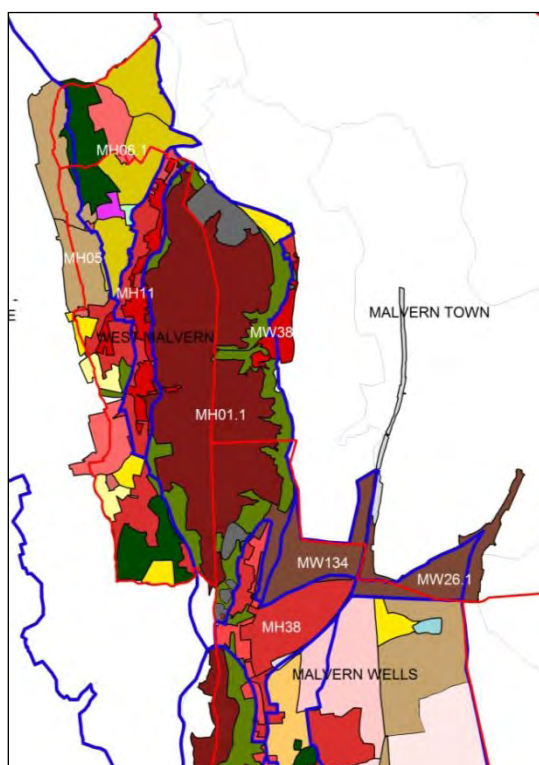 MH06.1
MH05
MH11
WEST MALVERN
MW38
MALVERN TOWN
MH01.1
MW134
MW26.1
MH38
MALVERN WELLS